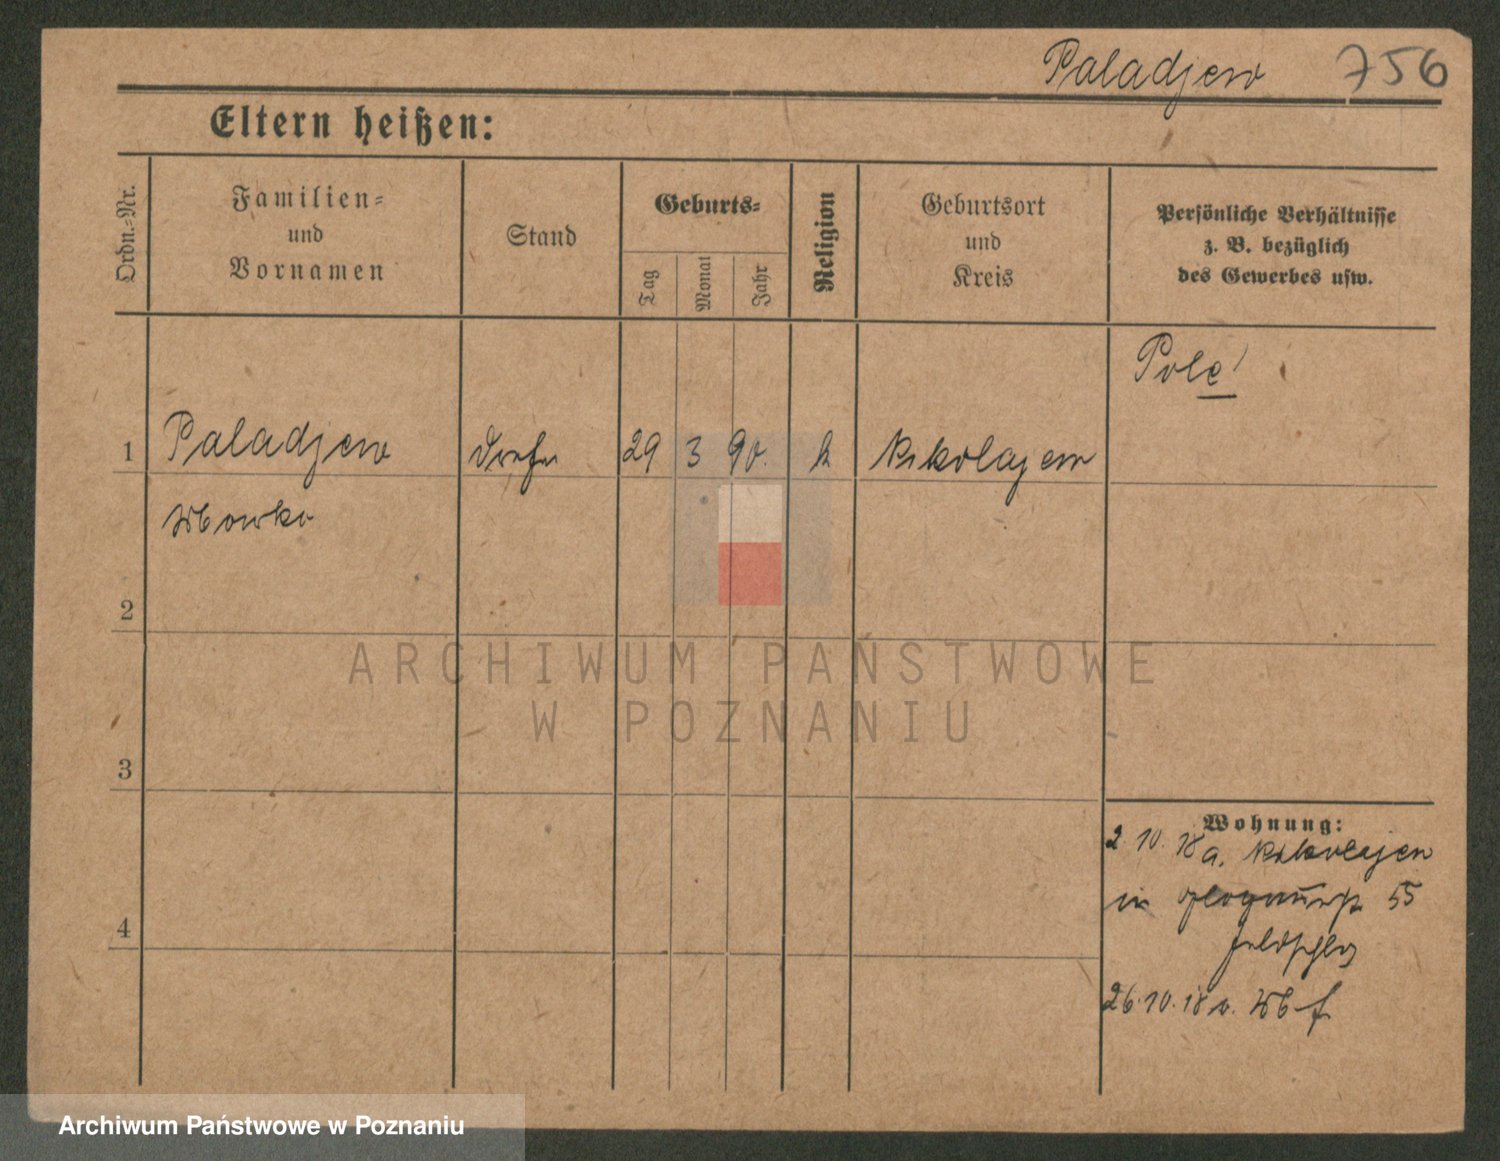 Paladjew 756
Eltern heißen:
Ordn.-Nr.
Familien-
und
Vornamen
Stand
Geburts-
Tag
Monat
Jahr
Religion
Geburtsort
und
Kreis
Persönliche Verhältnisse
z. B. bezüglich
des Gewerbes usw.
Pole!
1 Paladjew 29 3 90. k Nikolajew
2
3
4
ARCHIWUM PAŃSTWOWE
W POZNANIU
Wohnung:
2 10. 18 a. Nikolajew
in 55
26.10.18 v.
Archiwum Państwowe w Poznaniu